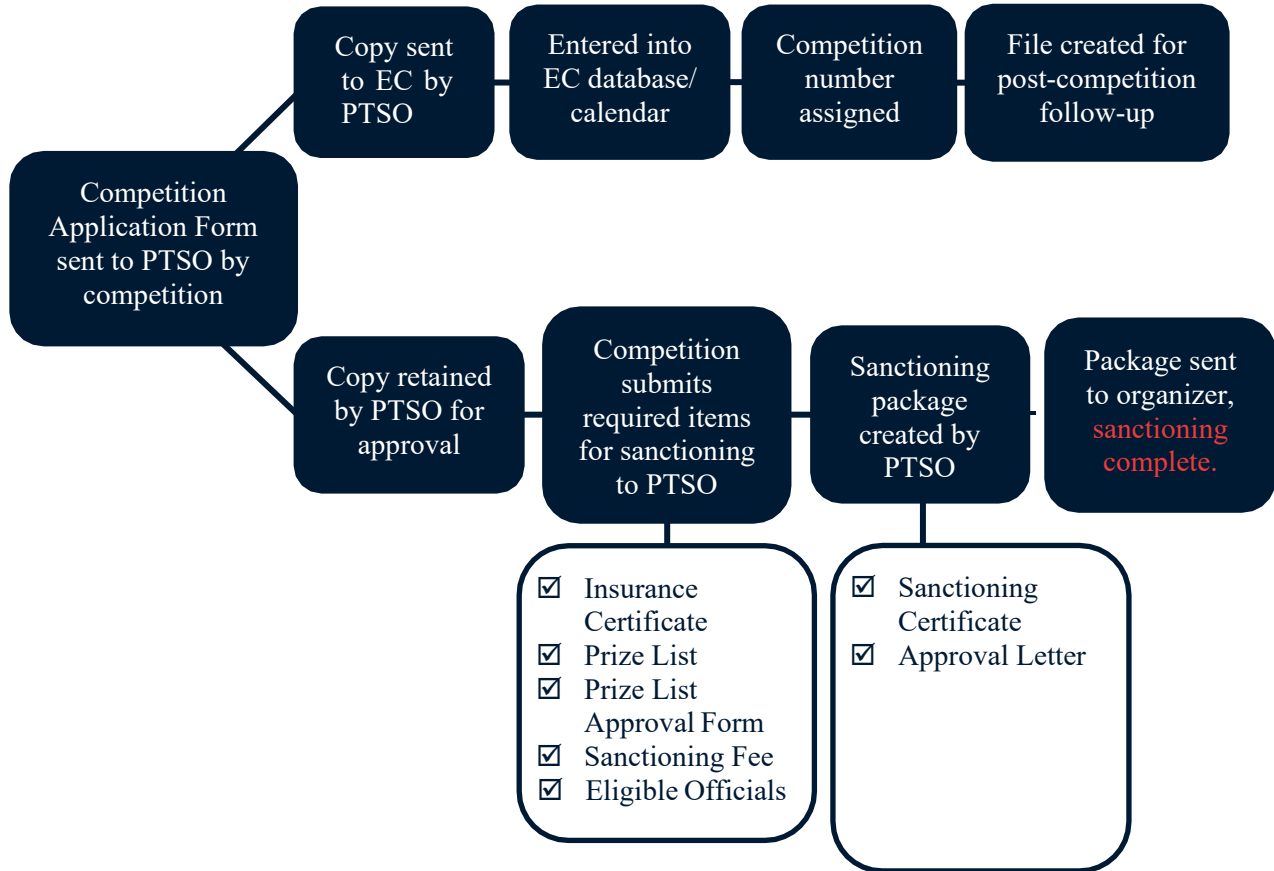 Copy sent
to EC by
PTSO
Entered into
EC database/
calendar
Competition
number
assigned
File created for
post-competition
follow-up
Competition
Application Form
sent to PTSO by
competition
Copy retained
by PTSO for
approval
Competition
submits
required items
for sanctioning
to PTSO
Sanctioning
package
created by
PTSO
Package sent
to organizer,
sanctioning
complete.
☑ Insurance
Certificate
☑ Prize List
☑ Prize List
Approval Form
☑ Sanctioning Fee
☑ Eligible Officials
☑ Sanctioning
Certificate
☑ Approval Letter